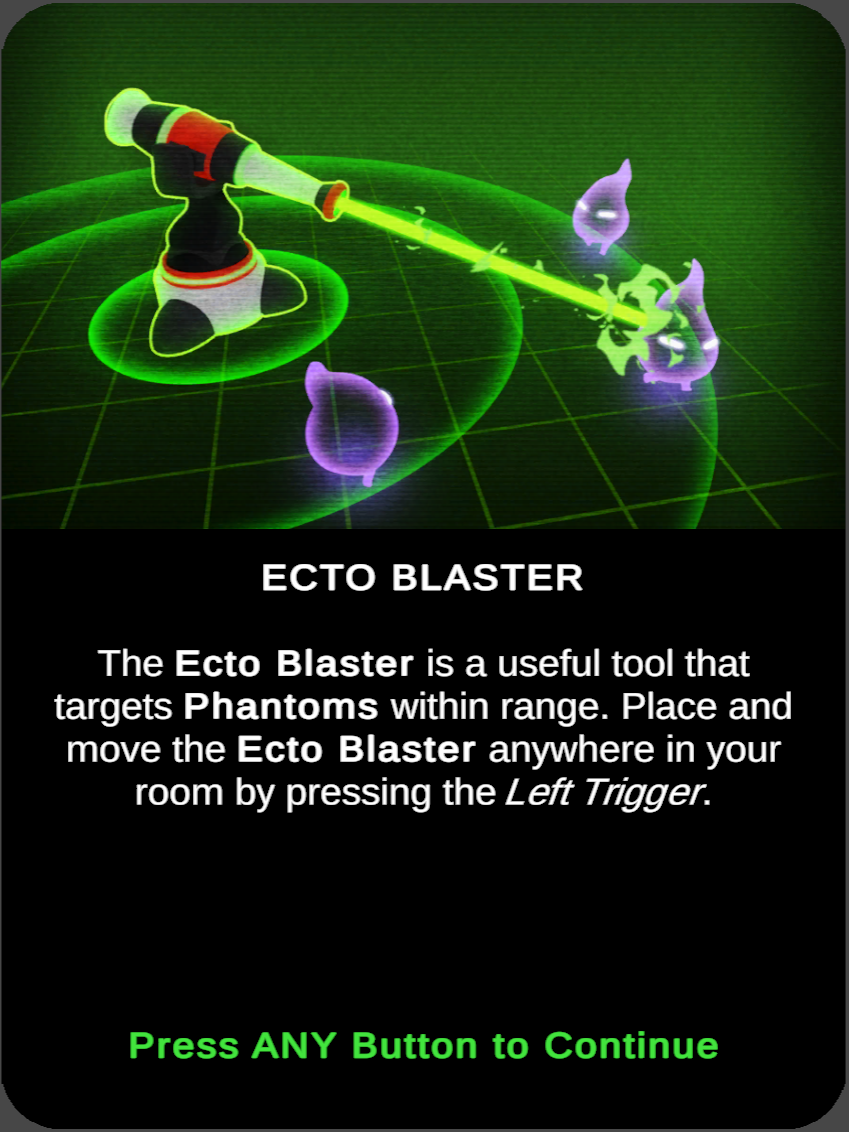 ECTO BLASTER
The Ecto Blaster is a useful tool that
targets Phantoms within range. Place and
move the Ecto Blaster anywhere in your
room by pressing the Left Trigger.
Press ANY Button to Continue